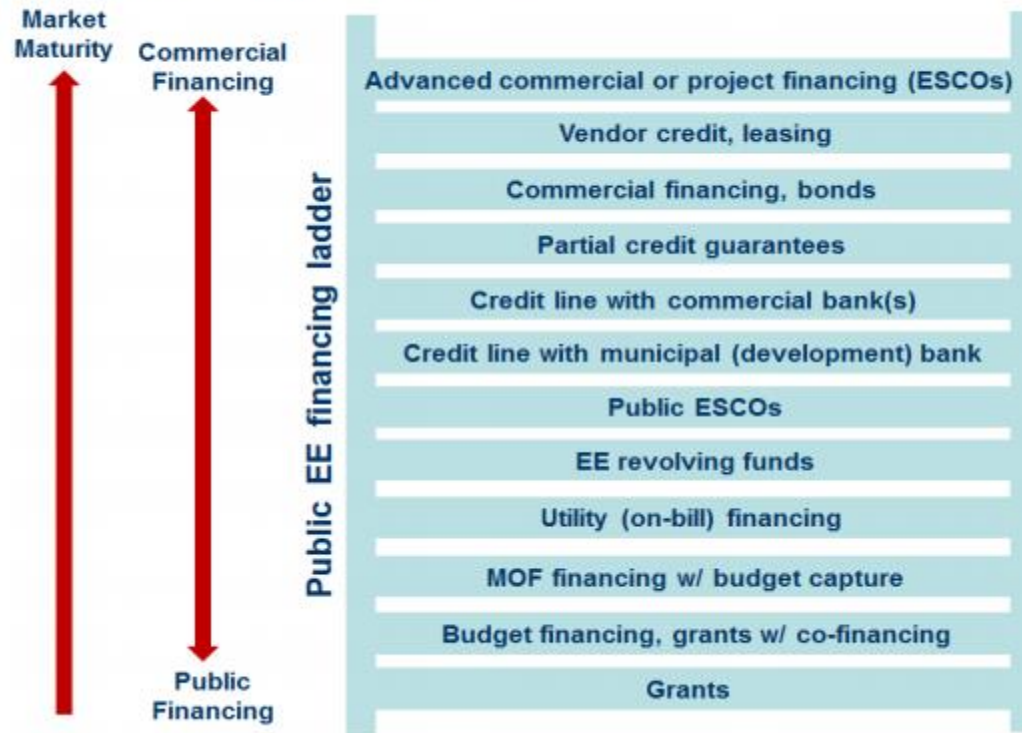 Market
Maturity
Commercial
Financing
Public
Financing
Public EE financing ladder
Advanced commercial or project financing (ESCOs)
Vendor credit, leasing
Commercial financing, bonds
Partial credit guarantees
Credit line with commercial bank(s)
Credit line with municipal (development) bank
Public ESCOs
EE revolving funds
Utility (on-bill) financing
MOF financing w/ budget capture
Budget financing, grants w/ co-financing
Grants